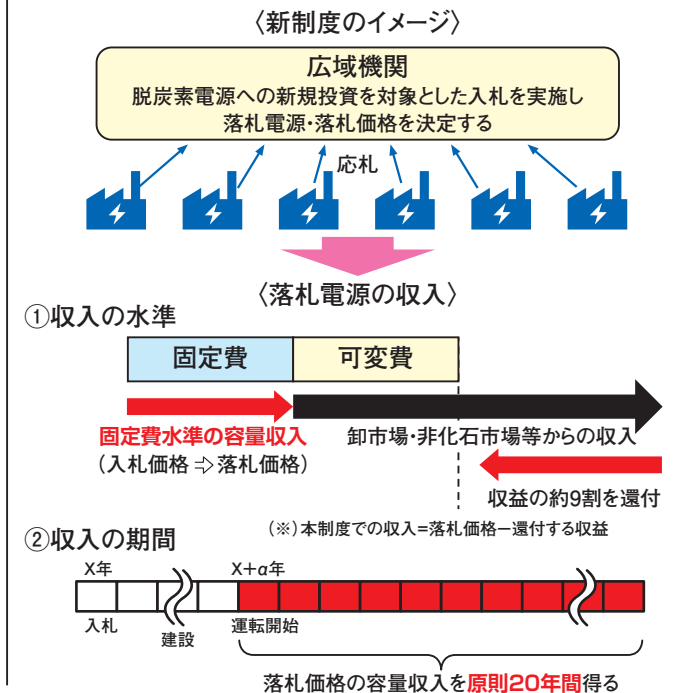 〈新制度のイメージ〉
広域機関
脱炭素電源への新規投資を対象とした入札を実施し
落札電源・落札価格を決定する
応札
〈落札電源の収入〉
①収入の水準
固定費
可変費
固定費水準の容量収入
(入札価格⇨落札価格)
卸市場・非化石市場等からの収入
収益の約9割を還付
(※)本制度での収入=落札価格−還付する収益
②収入の期間
X年
X+α年
入札
建設
運転開始
落札価格の容量収入を原則20年間得る